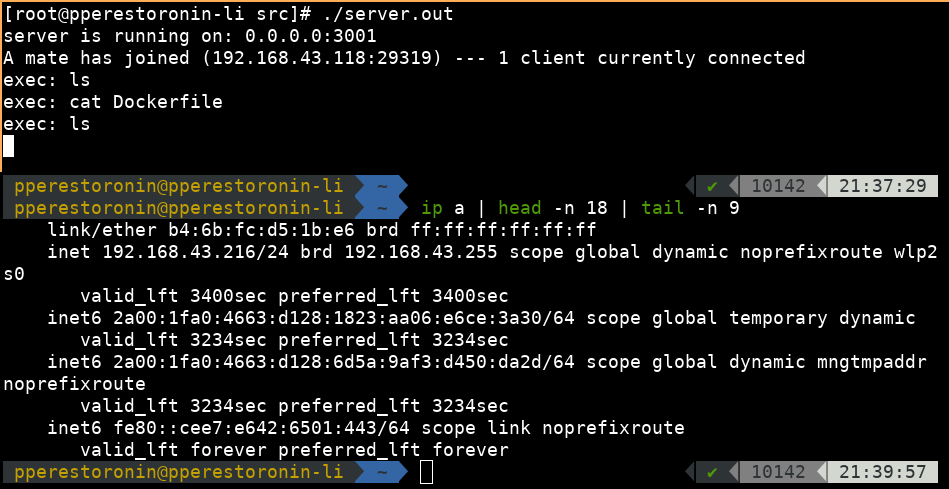 [root@pperestoronin-li src]# ./server.out
server is running on: 0.0.0.0:3001
A mate has joined (192.168.43.118:29319) --- 1 client currently connected
exec: ls
exec: cat Dockerfile
exec: ls
pperestoronin@pperestoronin-li ~ ✔ 10142 21:37:29
pperestoronin@pperestoronin-li ~ ip a | head -n 18 | tail -n 9
link/ether b4:6b:fc:d5:1b:e6 brd ff:ff:ff:ff:ff:ff
inet 192.168.43.216/24 brd 192.168.43.255 scope global dynamic noprefixroute wlp2
s0
valid_lft 3400sec preferred_lft 3400sec
inet6 2a00:1fa0:4663:d128:1823:aa06:e6ce:3a30/64 scope global temporary dynamic
valid_lft 3234sec preferred_lft 3234sec
inet6 2a00:1fa0:4663:d128:6d5a:9af3:d450:da2d/64 scope global dynamic mngtmpaddr
noprefixroute
valid_lft 3234sec preferred_lft 3234sec
inet6 fe80::cee7:e642:6501:443/64 scope link noprefixroute
valid_lft forever preferred_lft forever
pperestoronin@pperestoronin-li ~ ✔ 10142 21:39:57